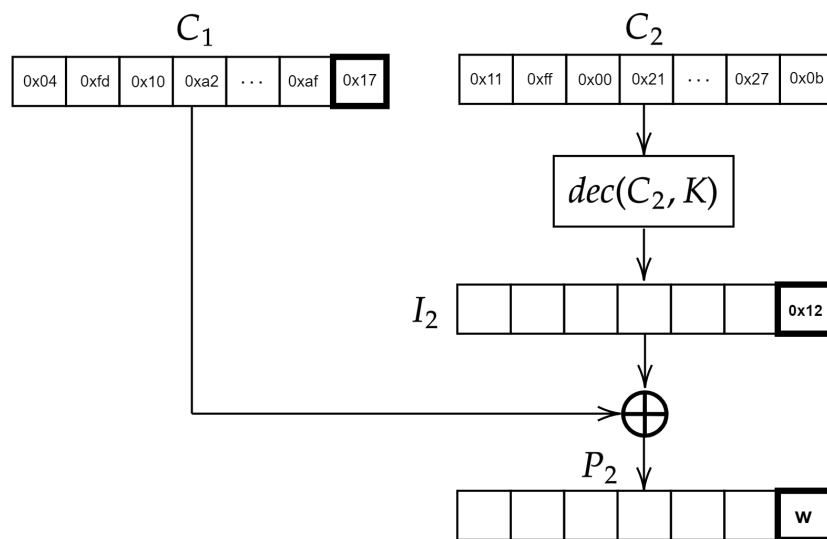 C₁ C₂
0x04 0xfd 0x10 0xa2 ... 0xaf 0x17 0x11 0xff 0x00 0x21 ... 0x27 0x0b
dec(C₂, K)
I₂ 0x12
P₂
w